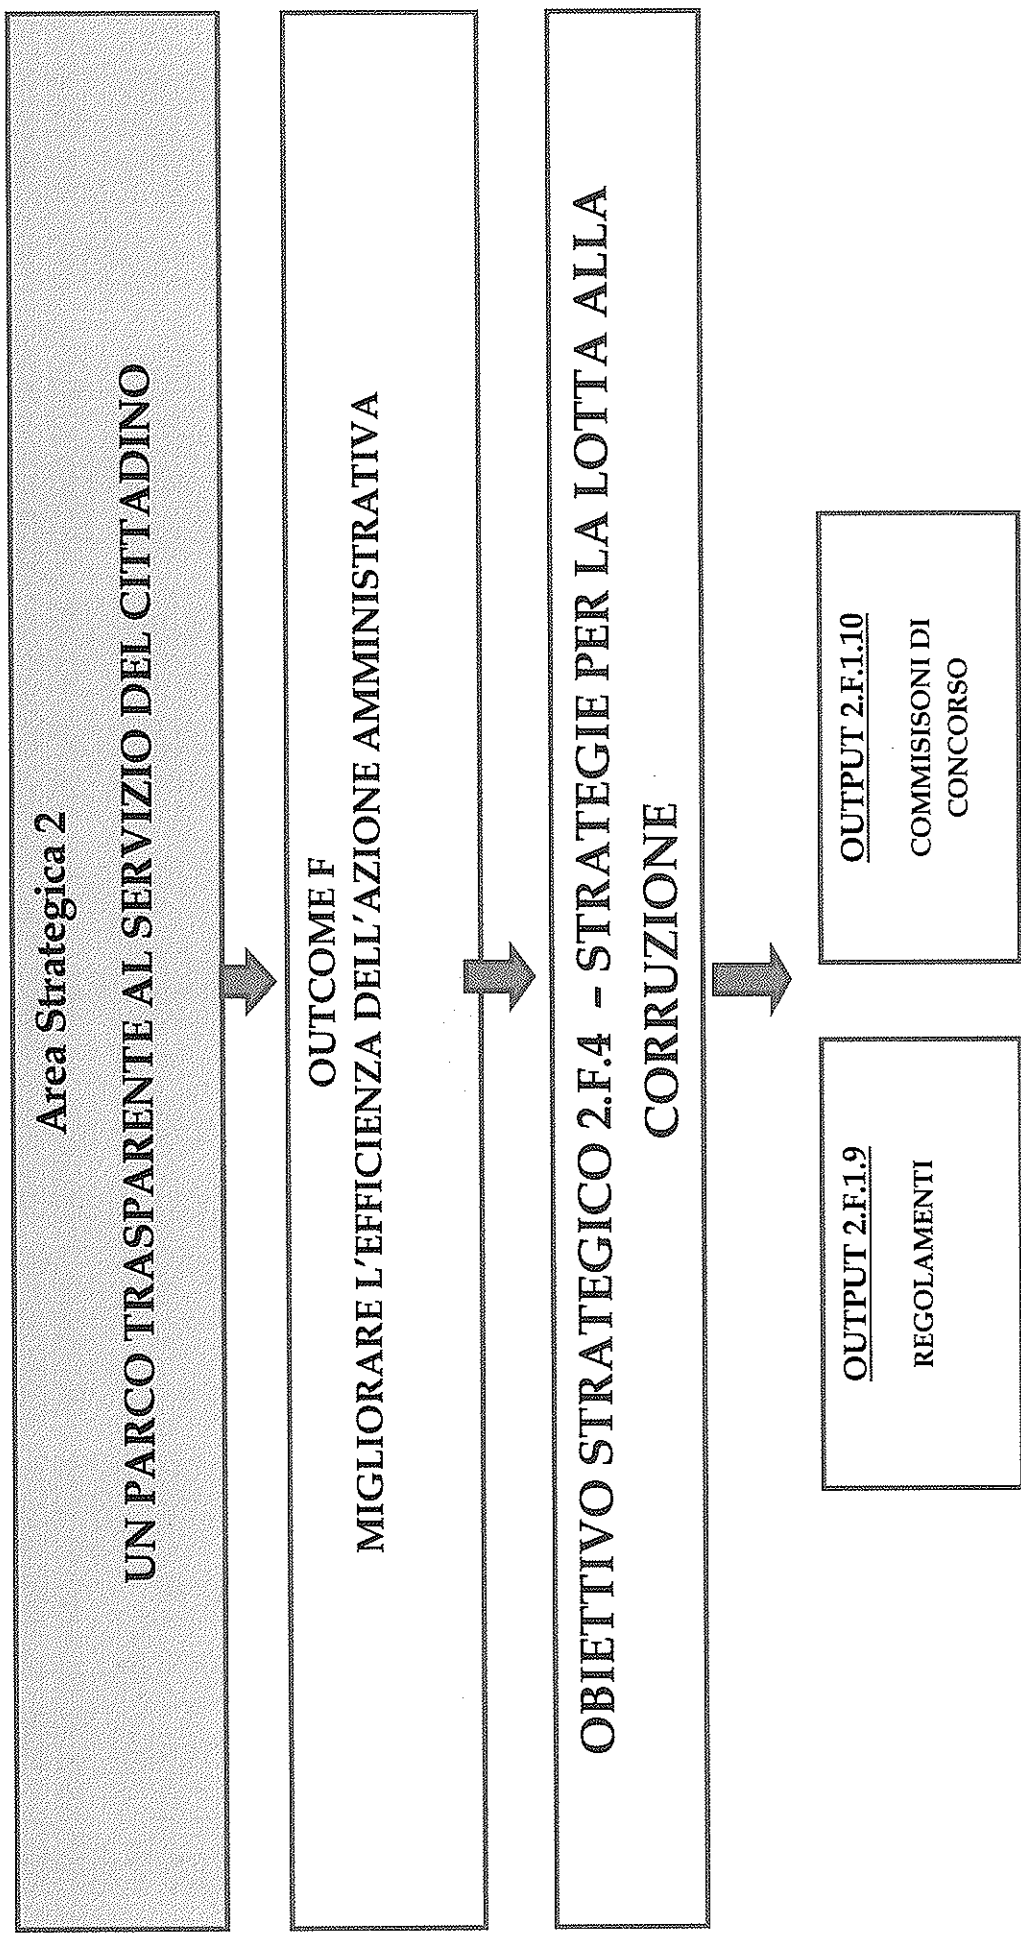 Area Strategica 2
UN PARCO TRASPARENTE AL SERVIZIO DEL CITTADINO
OUTCOME F
MIGLIORARE L'EFFICIENZA DELL'AZIONE AMMINISTRATIVA
OBIETTIVO STRATEGICO 2.F.4 – STRATEGIE PER LA LOTTA ALLA
CORRUZIONE
OUTPUT 2.F.1.9
REGOLAMENTI
OUTPUT 2.F.1.10
COMMISISONI DI
CONCORSO